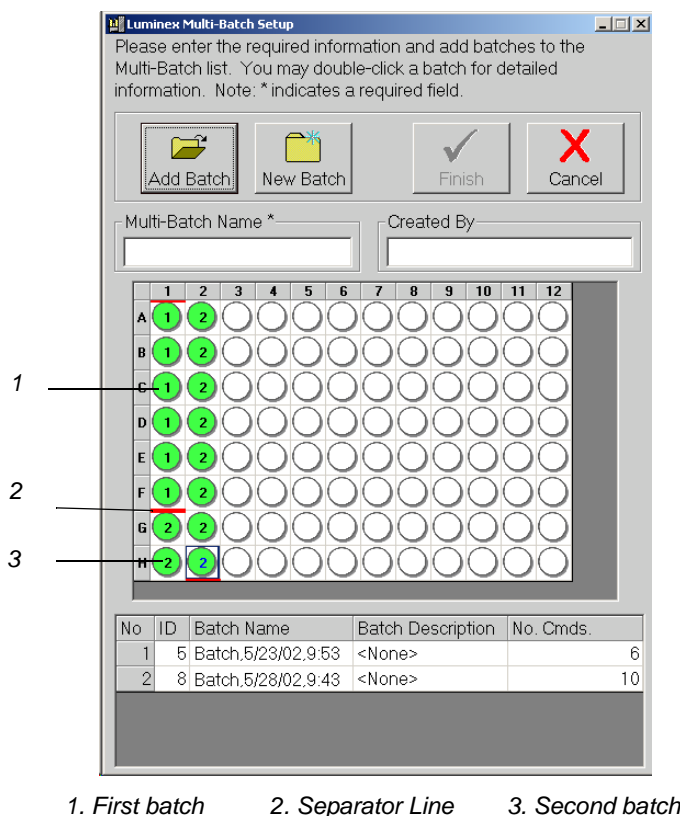 Luminex Multi-Batch Setup
Please enter the required information and add batches to the
Multi-Batch list. You may double-click a batch for detailed
information. Note: * indicates a required field.
Add Batch New Batch Finish Cancel
Multi-Batch Name * Created By
1 2 3 4 5 6 7 8 9 10 11 12
A 1 2
B 1 2
1 C 1 2
D 1 2
E 1 2
F 1 2
2
G 2 2
3 H 2 2
No ID Batch Name Batch Description No. Cmds.
1 5 Batch,5/23/02,9:53 <None> 6
2 8 Batch,5/28/02,9:43 <None> 10
1. First batch 2. Separator Line 3. Second batch